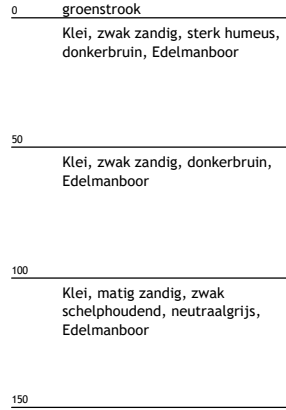 0 groenstrook
Klei, zwak zandig, sterk humeus,
donkerbruin, Edelmanboor
50
Klei, zwak zandig, donkerbruin,
Edelmanboor
100
Klei, matig zandig, zwak
schelphoudend, neutraalgrijs,
Edelmanboor
150